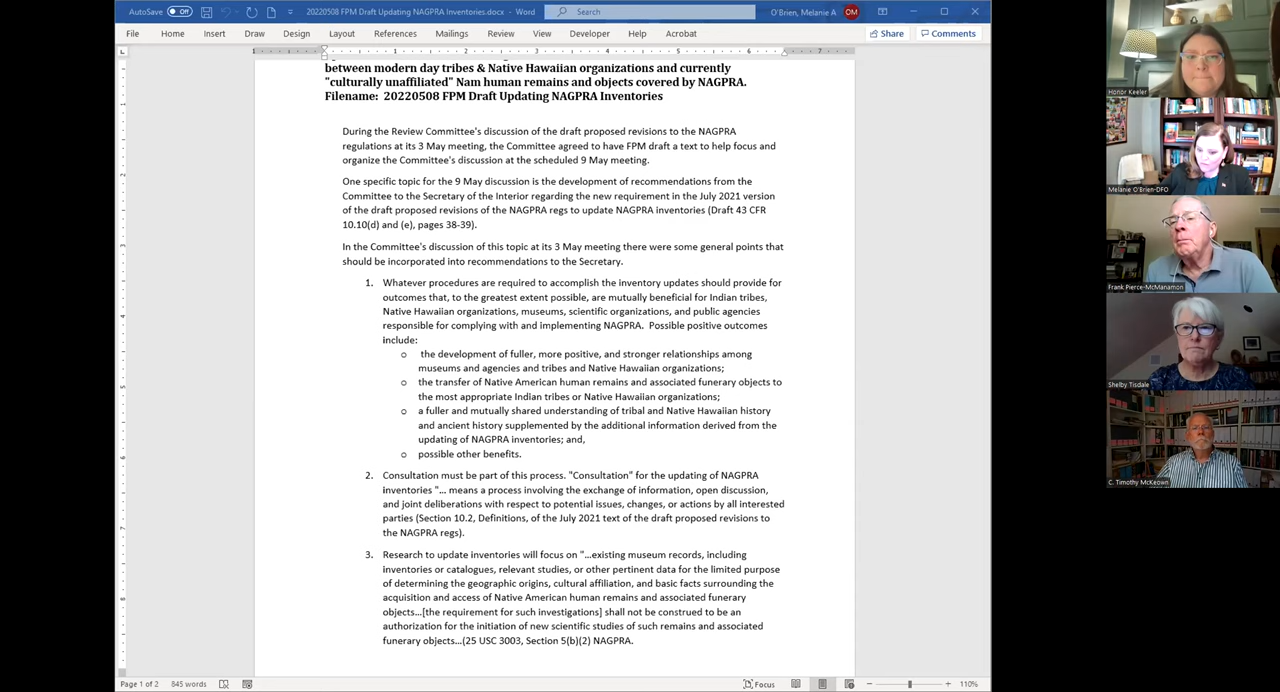 AutoSave Off
20220508 FPM Draft Updating NAGPRA Inventories.docx - Word
Search
O'Brien, Melanie A OM
File Home Insert Draw Design Layout References Mailings Review View Developer Help Acrobat Share Comments
1 1 2 3 4 5 6 7
between modern day tribes & Native Hawaiian organizations and currently
"culturally unaffiliated" Nam human remains and objects covered by NAGPRA.
Filename: 20220508 FPM Draft Updating NAGPRA Inventories
During the Review Committee's discussion of the draft proposed revisions to the NAGPRA
regulations at its 3 May meeting, the Committee agreed to have FPM draft a text to help focus and
organize the Committee's discussion at the scheduled 9 May meeting.
One specific topic for the 9 May discussion is the development of recommendations from the
Committee to the Secretary of the Interior regarding the new requirement in the July 2021 version
of the draft proposed revisions of the NAGPRA regs to update NAGPRA inventories (Draft 43 CFR
10.10(d) and (e), pages 38-39).
In the Committee's discussion of this topic at its 3 May meeting there were some general points that
should be incorporated into recommendations to the Secretary.
1. Whatever procedures are required to accomplish the inventory updates should provide for
outcomes that, to the greatest extent possible, are mutually beneficial for Indian tribes,
Native Hawaiian organizations, museums, scientific organizations, and public agencies
responsible for complying with and implementing NAGPRA. Possible positive outcomes
include:
o the development of fuller, more positive, and stronger relationships among
museums and agencies and tribes and Native Hawaiian organizations;
o the transfer of Native American human remains and associated funerary objects to
the most appropriate Indian tribes or Native Hawaiian organizations;
o a fuller and mutually shared understanding of tribal and Native Hawaiian history
and ancient history supplemented by the additional information derived from the
updating of NAGPRA inventories; and,
o possible other benefits.
2. Consultation must be part of this process. "Consultation" for the updating of NAGPRA
inventories "... means a process involving the exchange of information, open discussion,
and joint deliberations with respect to potential issues, changes, or actions by all interested
parties (Section 10.2, Definitions, of the July 2021 text of the draft proposed revisions to
the NAGPRA regs).
3. Research to update inventories will focus on "...existing museum records, including
inventories or catalogues, relevant studies, or other pertinent data for the limited purpose
of determining the geographic origins, cultural affiliation, and basic facts surrounding the
acquisition and access of Native American human remains and associated funerary
objects...[the requirement for such investigations] shall not be construed to be an
authorization for the initiation of new scientific studies of such remains and associated
funerary objects...(25 USC 3003, Section 5(b)(2) NAGPRA.
Page 1 of 2 845 words Focus 110%
Honor Keeler
Melanie O'Brien-DFO
Frank Pierce-McManamon
Shelby Tisdale
C. Timothy McKeown